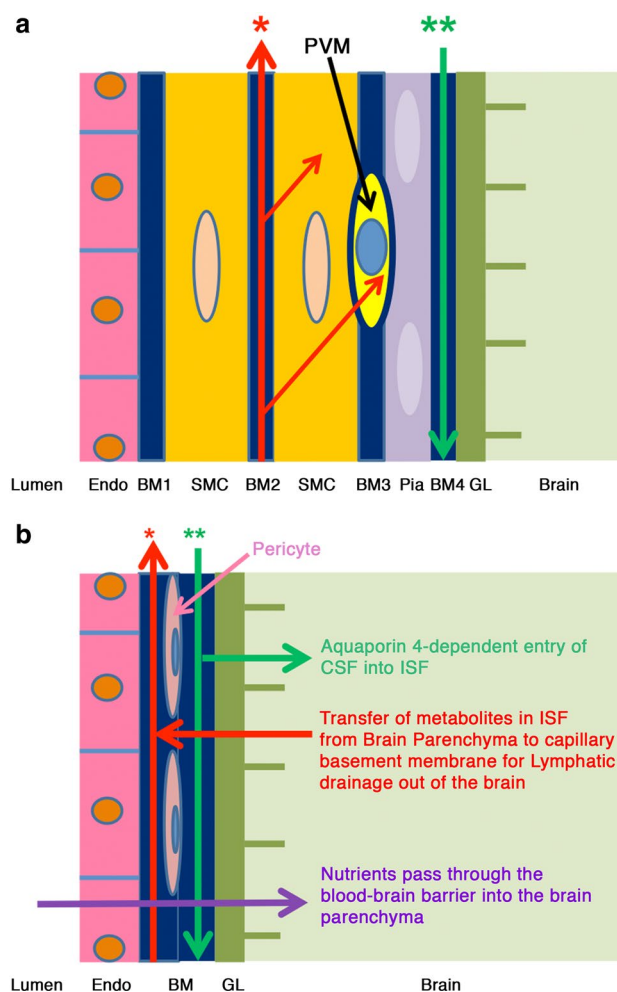 a
*
**
PVM
Lumen Endo BM1 SMC BM2 SMC BM3 Pia BM4 GL Brain
b
*
**
Pericyte
Aquaporin 4-dependent entry of
CSF into ISF
Transfer of metabolites in ISF
from Brain Parenchyma to capillary
basement membrane for Lymphatic
drainage out of the brain
Nutrients pass through the
blood-brain barrier into the brain
parenchyma
Lumen Endo BM GL Brain